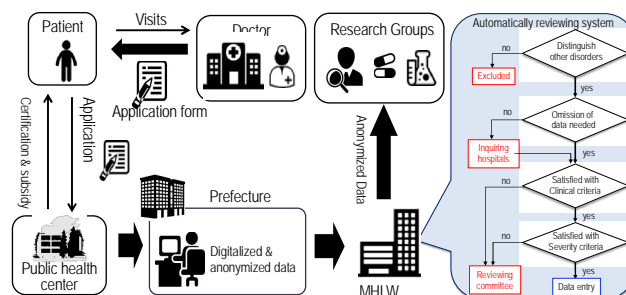 Patient
Visits
Doctor
Application form
Research Groups
Anonymized Data
Certification & subsidy
Application
Public health
center
Prefecture
Digitalized &
anonymized data
MHLW
Automatically reviewing system
Distinguish
other disorders
no
Excluded
yes
Omission of
data needed
no
Inquiring
hospitals
yes
Satisfied with
Clinical criteria
no
yes
Satisfied with
Severity criteria
no
Reviewing
committee
yes
Data entry